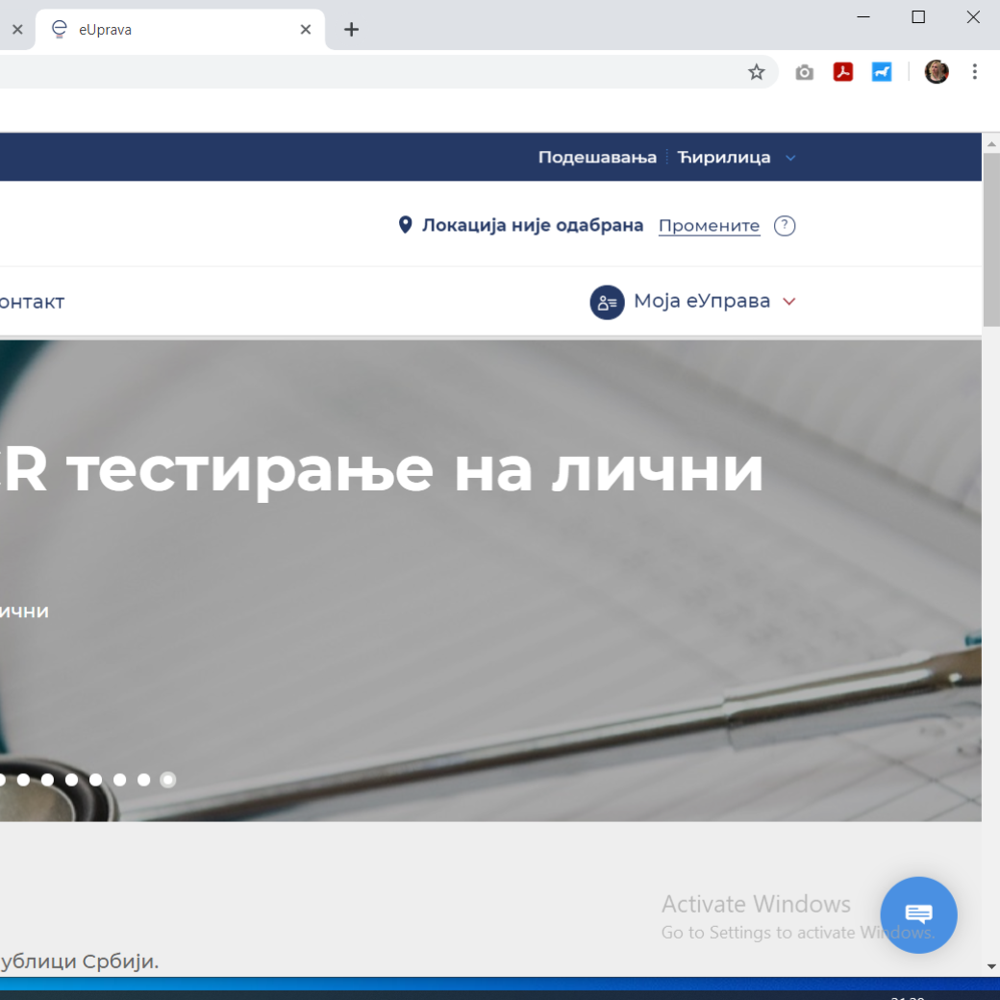 eUprava
Подешавања Ћирилица
Локација није одабрана Промените ?
онтакт
Моја еУправа
CR тестирање на лични
ични
Activate Windows
Go to Settings to activate Windows.
ублици Србији.